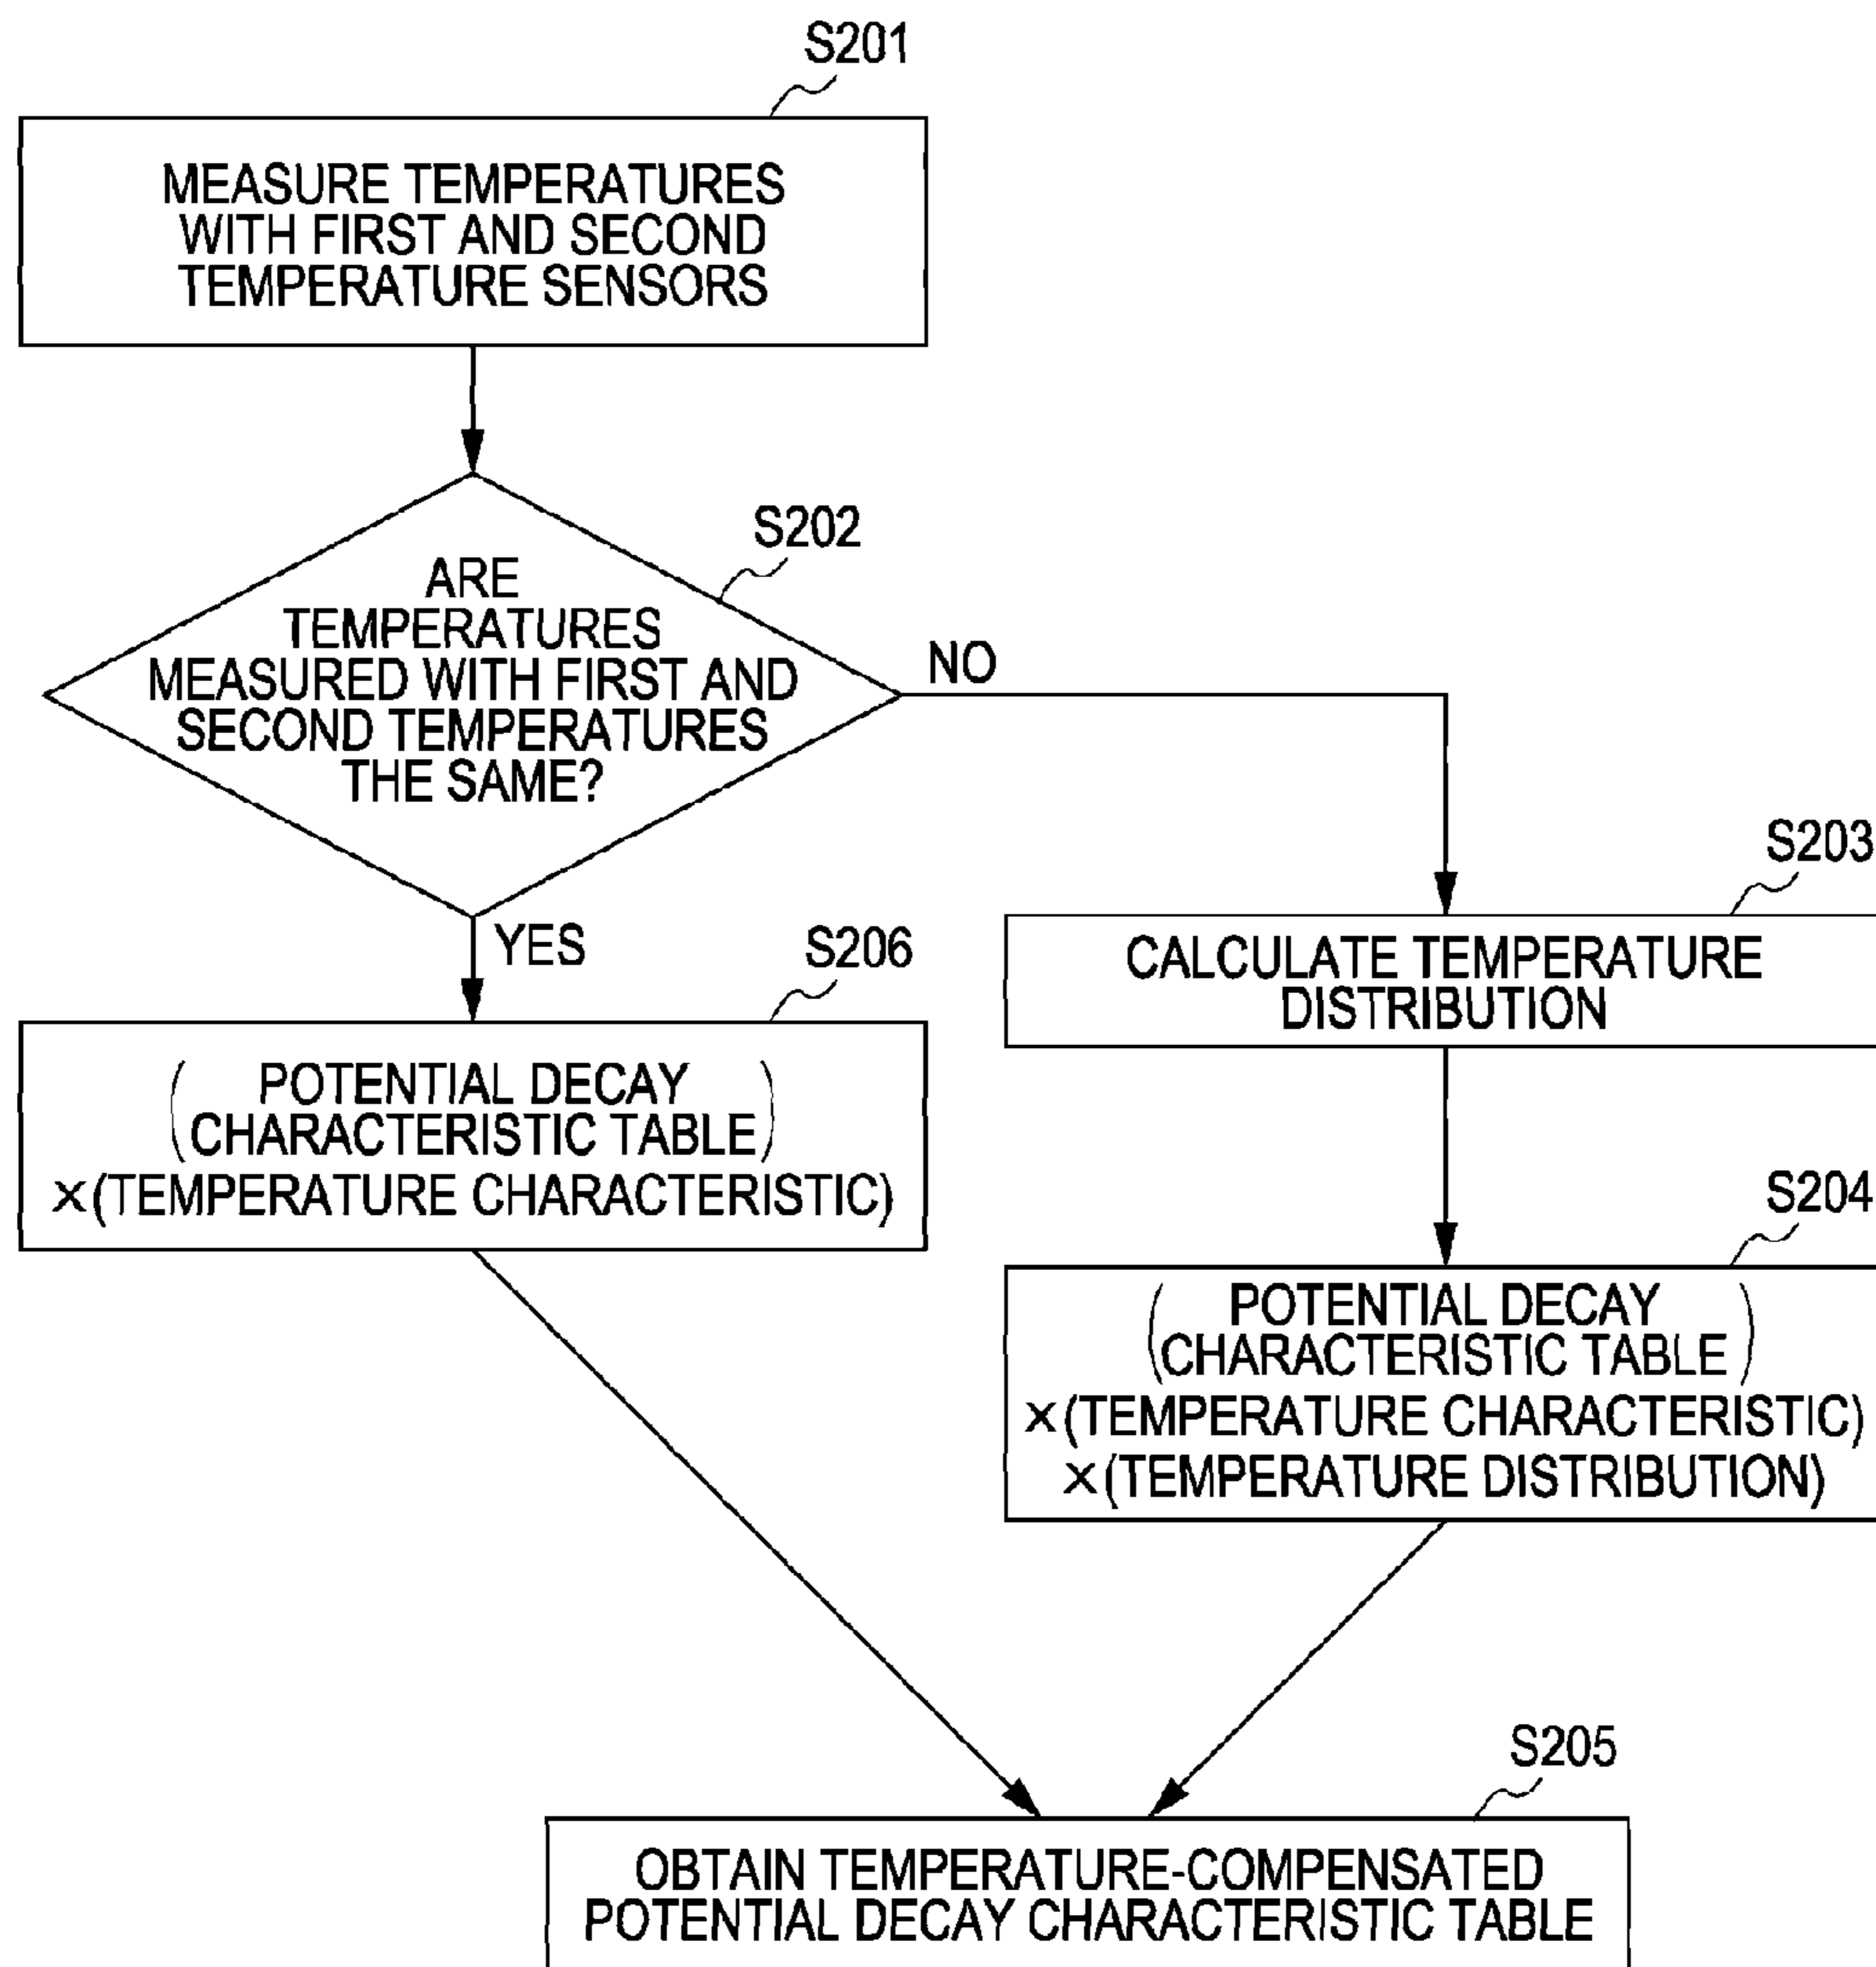 S201
MEASURE TEMPERATURES
WITH FIRST AND SECOND
TEMPERATURE SENSORS
S202
ARE
TEMPERATURES
MEASURED WITH FIRST AND
SECOND TEMPERATURES
THE SAME?
NO
YES
S203
CALCULATE TEMPERATURE
DISTRIBUTION
S206
(POTENTIAL DECAY
CHARACTERISTIC TABLE)
×(TEMPERATURE CHARACTERISTIC)
S204
(POTENTIAL DECAY
CHARACTERISTIC TABLE)
×(TEMPERATURE CHARACTERISTIC)
×(TEMPERATURE DISTRIBUTION)
S205
OBTAIN TEMPERATURE-COMPENSATED
POTENTIAL DECAY CHARACTERISTIC TABLE